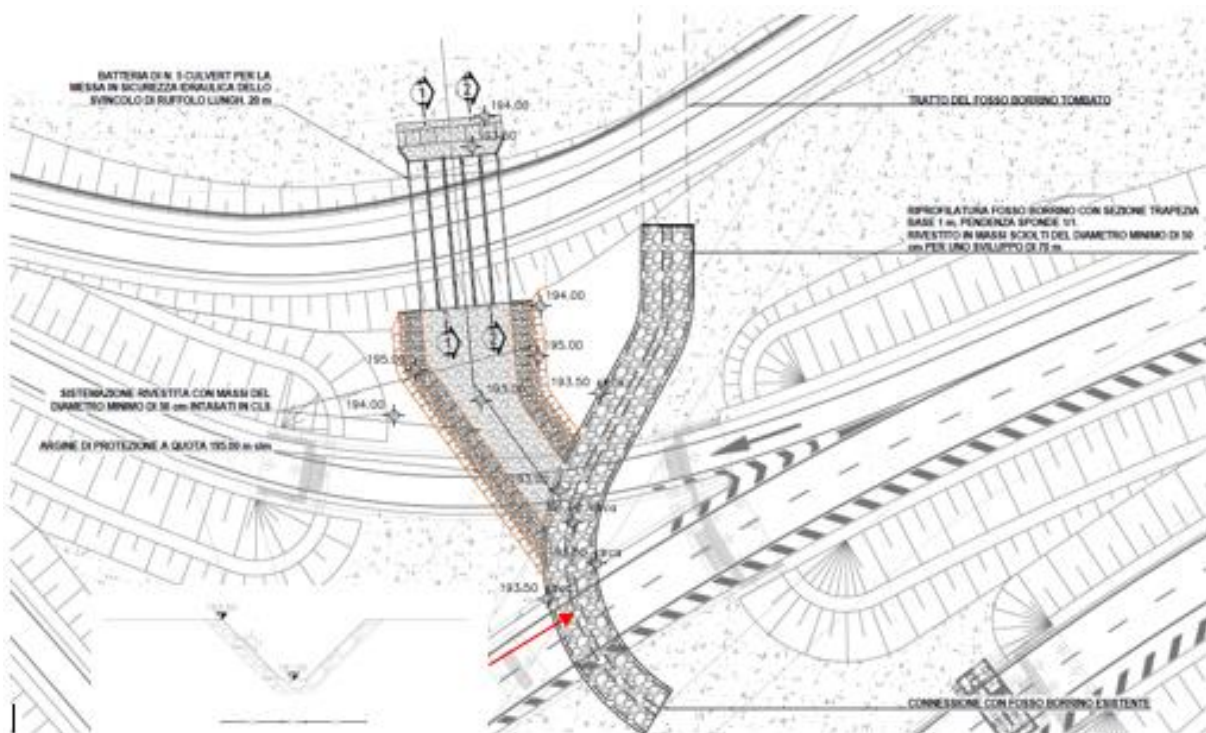 BATTERIA DI N. 5 CULVERT PER LA
MESSA IN SICUREZZA IDRAULICA DELLO
SVINCOLO DI RUFFOLO LUNGH. 20 m
1
2
194.00
193.50
TRATTO DEL FOSSO BORRINO TOMBATO
RIPROFILATURA FOSSO BORRINO CON SEZIONE TRAPEZIA
BASE 1 m, PENDENZA SPONDE 1/1.
RIVESTITO IN MASSI SCIOLTI DEL DIAMETRO MINIMO DI 50
cm PER UNO SVILUPPO DI 70 m
194.00
1
2
195.00
195.00
193.50
194.00
SISTEMAZIONE RIVESTITA CON MASSI DEL
DIAMETRO MINIMO DI 50 cm INTASATI IN CLS
ARGINE DI PROTEZIONE A QUOTA 195.00 m slm
193.50
CONNESSIONE CON FOSSO BORRINO ESISTENTE